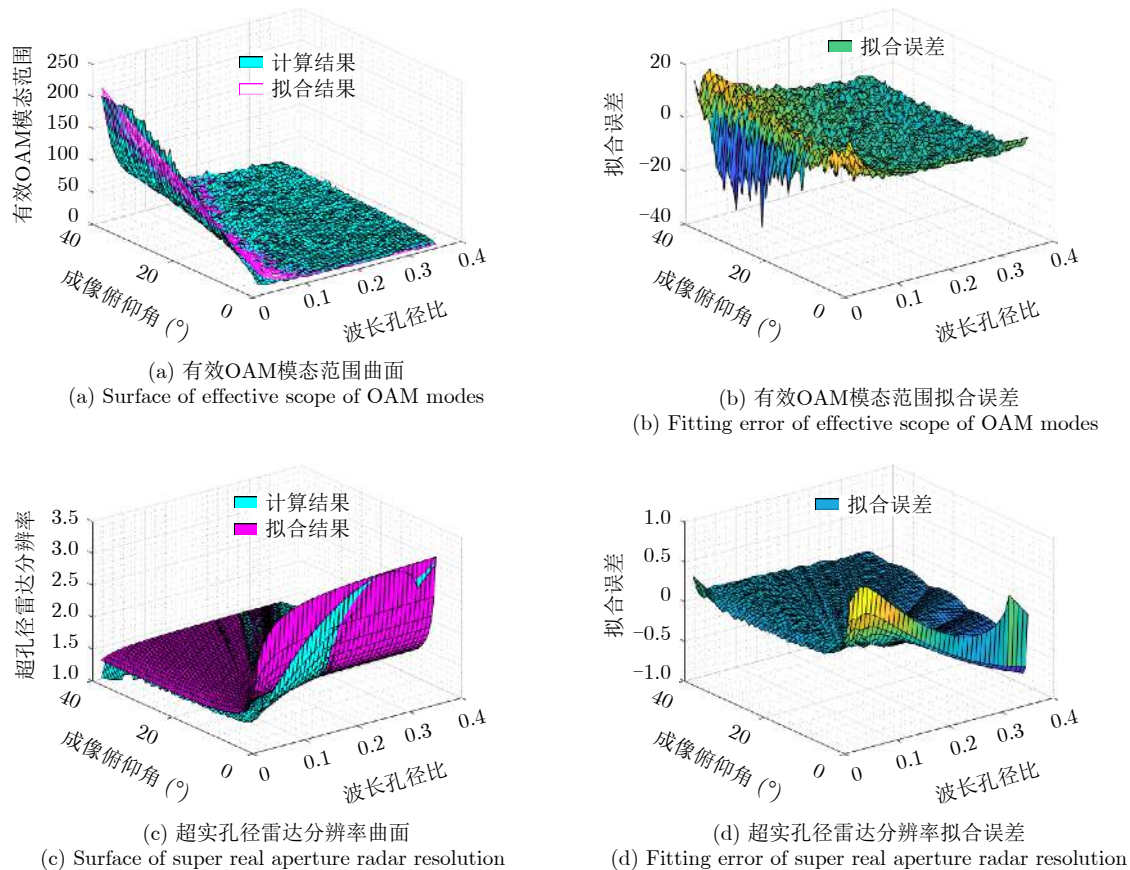 有效OAM模态范围
250
200
150
100
50
0
40
20
0
成像俯仰角 (°)
0
0.1
0.2
0.3
0.4
波长孔径比
计算结果
拟合结果
(a) 有效OAM模态范围曲面
(a) Surface of effective scope of OAM modes
拟合误差
20
0
−20
−40
40
20
0
成像俯仰角 (°)
0
0.1
0.2
0.3
0.4
波长孔径比
拟合误差
(b) 有效OAM模态范围拟合误差
(b) Fitting error of effective scope of OAM modes
超孔径雷达分辨率
3.5
3.0
2.5
2.0
1.5
1.0
40
20
0
成像俯仰角 (°)
0
0.1
0.2
0.3
0.4
波长孔径比
计算结果
拟合结果
(c) 超实孔径雷达分辨率曲面
(c) Surface of super real aperture radar resolution
拟合误差
1.0
0.5
0
−0.5
−1.0
40
20
0
成像俯仰角 (°)
0
0.1
0.2
0.3
0.4
波长孔径比
拟合误差
(d) 超实孔径雷达分辨率拟合误差
(d) Fitting error of super real aperture radar resolution